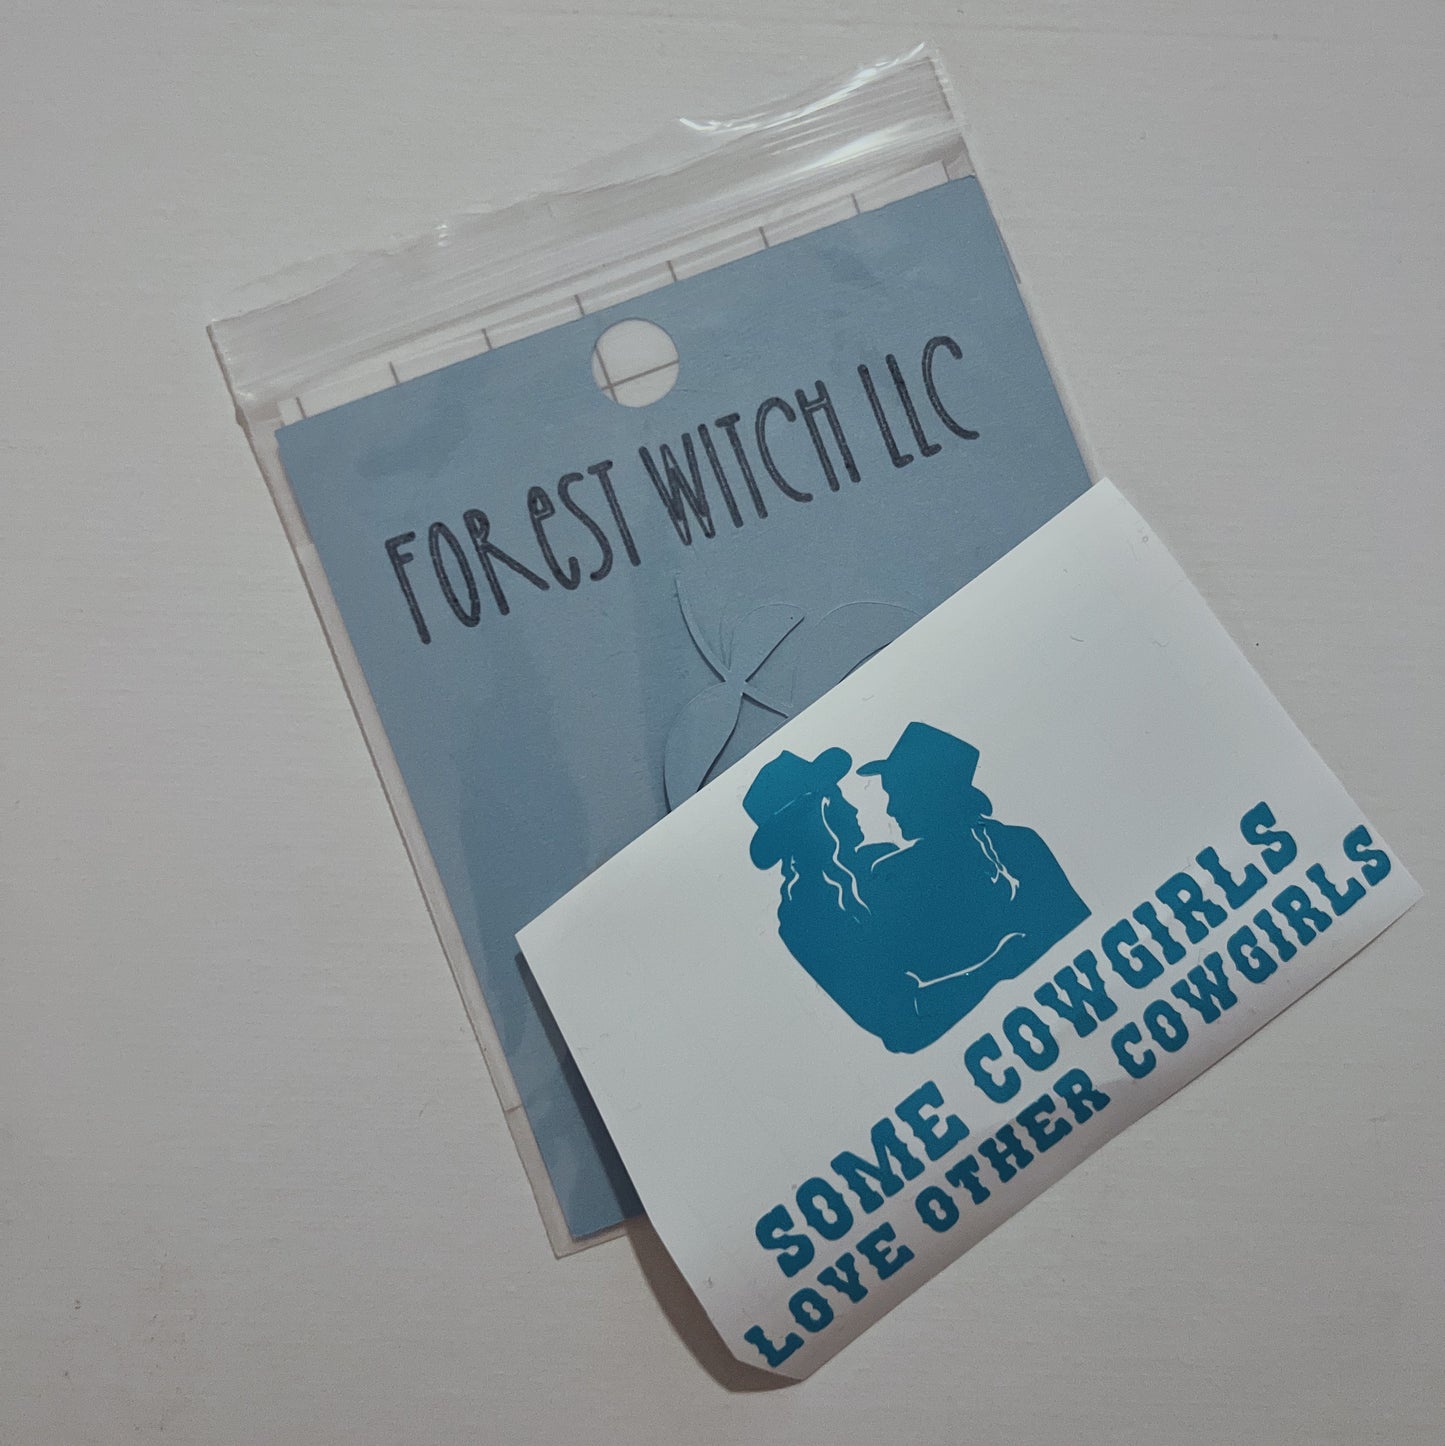 FOREST WITCH LLC
SOME COWGIRLS
LOVE OTHER COWGIRLS